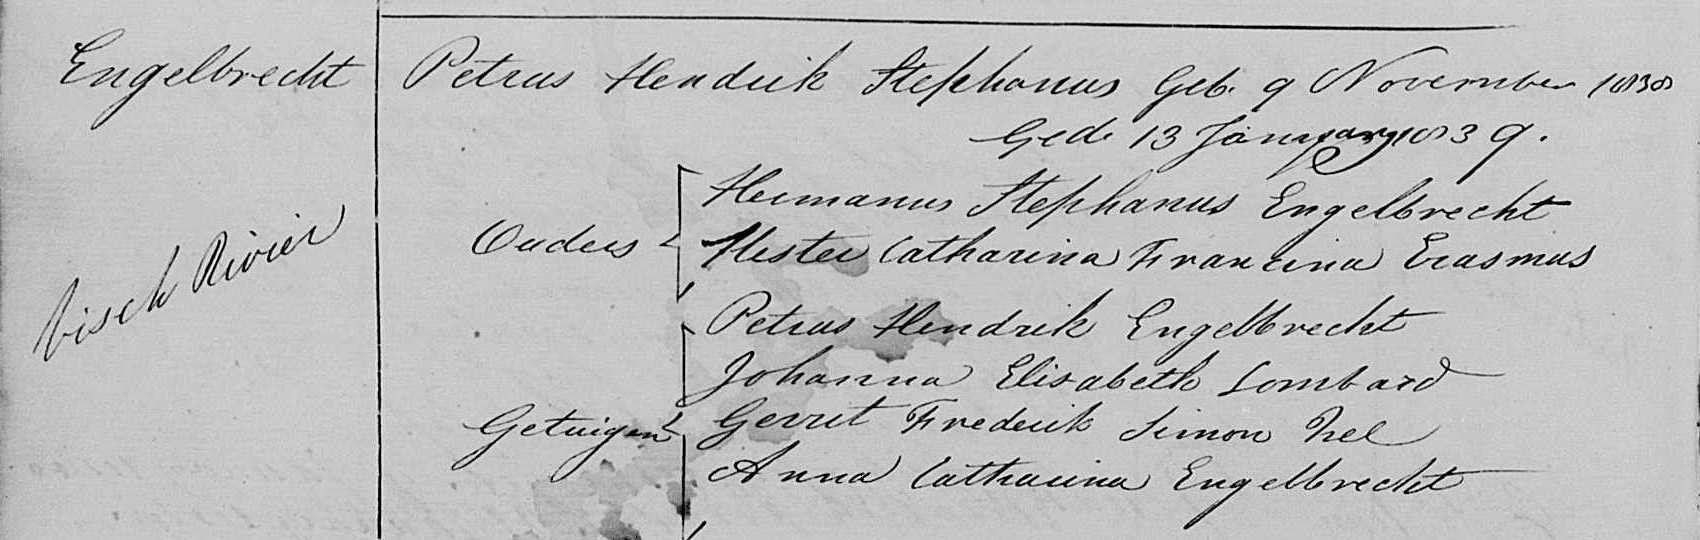 Engelbrecht
Petrus Hendrik Stephanus Geb. 9 November 1838
Ged. 13 January 1839.
Ouders
Hermanus Stephanus Engelbrecht
Hester Catharina Francina Erasmus
Visch Rivier
Petrus Hendrik Engelbrecht
Johanna Elisabeth Lombard
Getuigen
Gerrit Frederik Simon Nel
Anna Catharina Engelbrecht